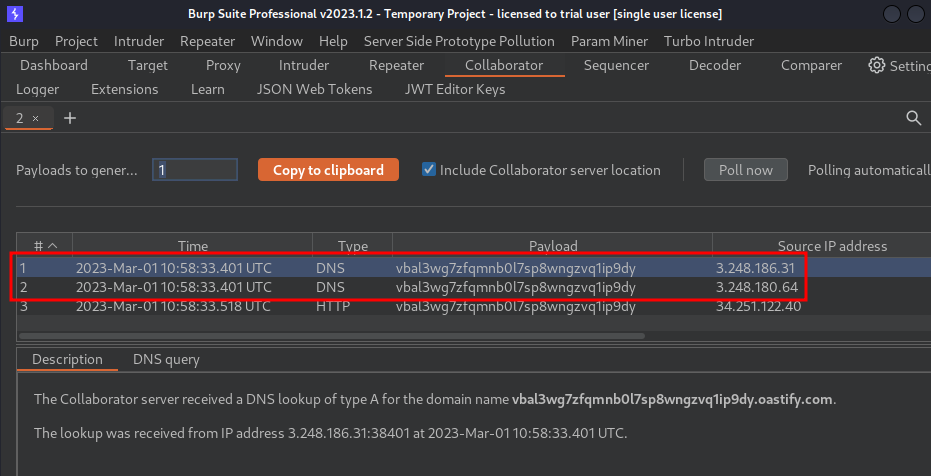 Burp Suite Professional v2023.1.2 - Temporary Project - licensed to trial user [single user license]
Burp Project Intruder Repeater Window Help Server Side Prototype Pollution Param Miner Turbo Intruder
Dashboard Target Proxy Intruder Repeater Collaborator Sequencer Decoder Comparer Setting
Logger Extensions Learn JSON Web Tokens JWT Editor Keys
2 × +
Payloads to gener... 1 Copy to clipboard Include Collaborator server location Poll now Polling automaticall
# Time Type Payload Source IP address
1 2023-Mar-01 10:58:33.401 UTC DNS vbal3wg7zfqmnb0l7sp8wngzvq1ip9dy 3.248.186.31
2 2023-Mar-01 10:58:33.401 UTC DNS vbal3wg7zfqmnb0l7sp8wngzvq1ip9dy 3.248.180.64
3 2023-Mar-01 10:58:33.518 UTC HTTP vbal3wg7zfqmnb0l7sp8wngzvq1ip9dy 34.251.122.40
Description DNS query
The Collaborator server received a DNS lookup of type A for the domain name vbal3wg7zfqmnb0l7sp8wngzvq1ip9dy.oastify.com.
The lookup was received from IP address 3.248.186.31:38401 at 2023-Mar-01 10:58:33.401 UTC.